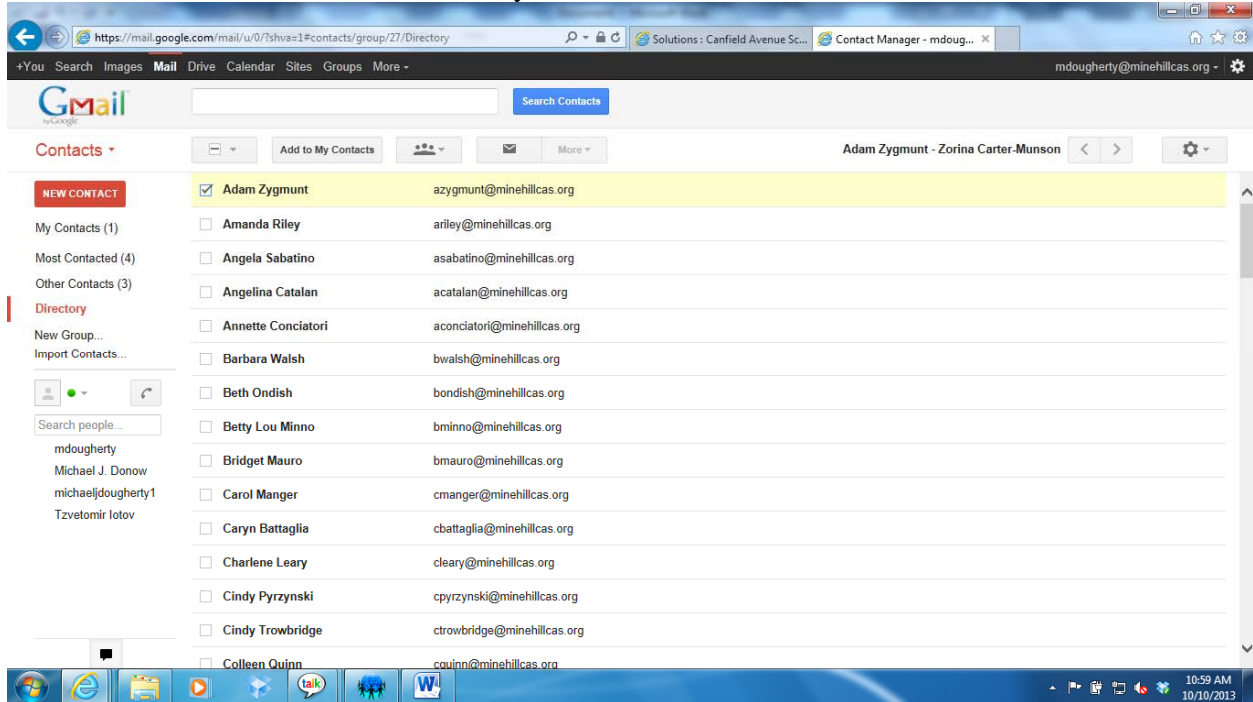 https://mail.google.com/mail/u/0/?shva=1#contacts/group/27/Directory
Solutions : Canfield Avenue Sc...
Contact Manager - mdoug...
+You Search Images Mail Drive Calendar Sites Groups More
mdougherty@minehillcas.org
Gmail
by Google
Search Contacts
Contacts
Add to My Contacts
More
Adam Zygmunt - Zorina Carter-Munson
NEW CONTACT
My Contacts (1)
Most Contacted (4)
Other Contacts (3)
Directory
New Group...
Import Contacts...
Search people...
mdougherty
Michael J. Donow
michaeljdougherty1
Tzvetomir Iotov
Adam Zygmunt azygmunt@minehillcas.org
Amanda Riley ariley@minehillcas.org
Angela Sabatino asabatino@minehillcas.org
Angelina Catalan acatalan@minehillcas.org
Annette Conciatori aconciatori@minehillcas.org
Barbara Walsh bwalsh@minehillcas.org
Beth Ondish bondish@minehillcas.org
Betty Lou Minno bminno@minehillcas.org
Bridget Mauro bmauro@minehillcas.org
Carol Manger cmanger@minehillcas.org
Caryn Battaglia cbattaglia@minehillcas.org
Charlene Leary cleary@minehillcas.org
Cindy Pyrzynski cpyrzynski@minehillcas.org
Cindy Trowbridge ctrowbridge@minehillcas.org
Colleen Quinn cquinn@minehillcas.org
talk
W
10:59 AM
10/10/2013